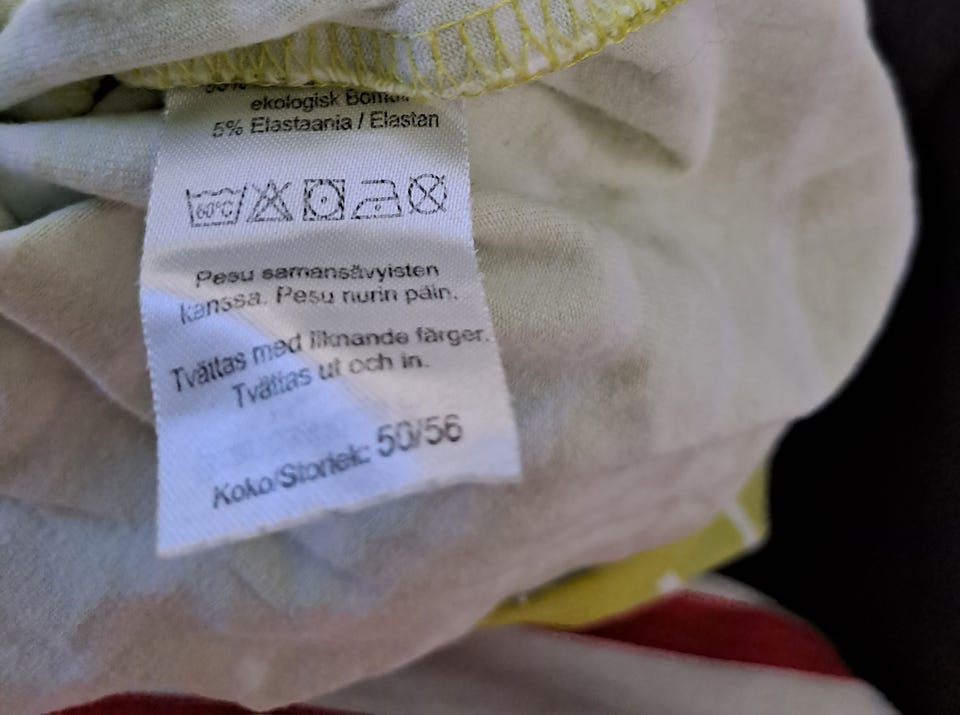 ekologisk
5% Elastaania / Elastan
60°C
Pesu samansävyisten
kanssa. Pesu nurin päin.
Tvättas med liknande färger.
Tvättas ut och in.
Koko/Storlek: 50/56